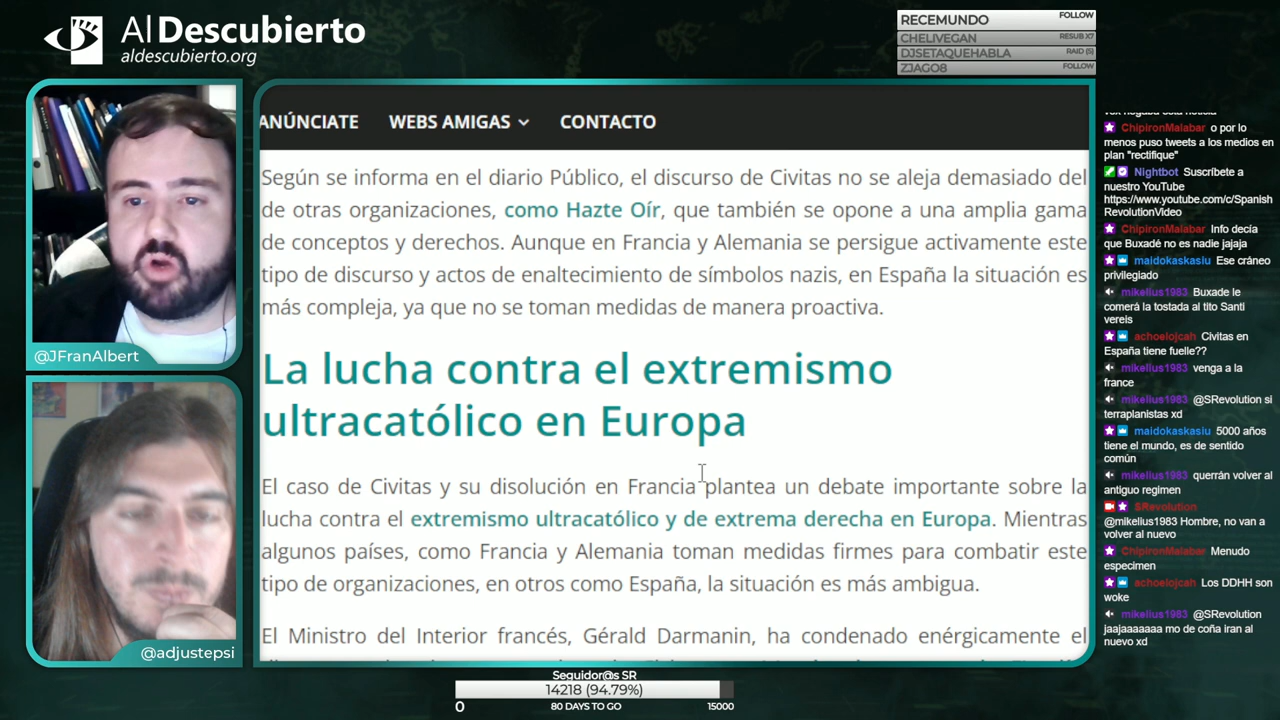 Al Descubierto
aldescubierto.org
RECEMUNDO FOLLOW
CHELIVEGAN RESUB X7
DJSETAQUEHABLA RAID (5)
ZJAGO8 FOLLOW
@JFranAlbert
@adjustepsi
ANÚNCIATE WEBS AMIGAS CONTACTO
Según se informa en el diario Público, el discurso de Civitas no se aleja demasiado del
de otras organizaciones, como Hazte Oír, que también se opone a una amplia gama
de conceptos y derechos. Aunque en Francia y Alemania se persigue activamente este
tipo de discurso y actos de enaltecimiento de símbolos nazis, en España la situación es
más compleja, ya que no se toman medidas de manera proactiva.
La lucha contra el extremismo
ultracatólico en Europa
El caso de Civitas y su disolución en Francia plantea un debate importante sobre la
lucha contra el extremismo ultracatólico y de extrema derecha en Europa. Mientras
algunos países, como Francia y Alemania toman medidas firmes para combatir este
tipo de organizaciones, en otros como España, la situación es más ambigua.
El Ministro del Interior francés, Gérald Darmanin, ha condenado enérgicamente el
ChipironMalabar o por lo
menos puso tweets a los medios en
plan "rectifique"
Nightbot Suscríbete a
nuestro YouTube
https://www.youtube.com/c/Spanish
RevolutionVideo
ChipironMalabar Info decía
que Buxadé no es nadie jajaja
maidokaskasiu Ese cráneo
privilegiado
mikelius1983 Buxade le
comerá la tostada al tito Santi
vereis
achoelojcah Civitas en
España tiene fuelle??
mikelius1983 venga a la
france
mikelius1983 @SRevolution si
terraplanistas xd
maidokaskasiu 5000 años
tiene el mundo, es de sentido
común
mikelius1983 querrán volver al
antiguo regimen
SRevolution
@mikelius1983 Hombre, no van a
volver al nuevo
ChipironMalabar Menudo
especimen
achoelojcah Los DDHH son
woke
mikelius1983 @SRevolution
jaajaaaaaaa mo de coña iran al
nuevo xd
Seguidor@s SR
14218 (94.79%)
0 80 DAYS TO GO 15000